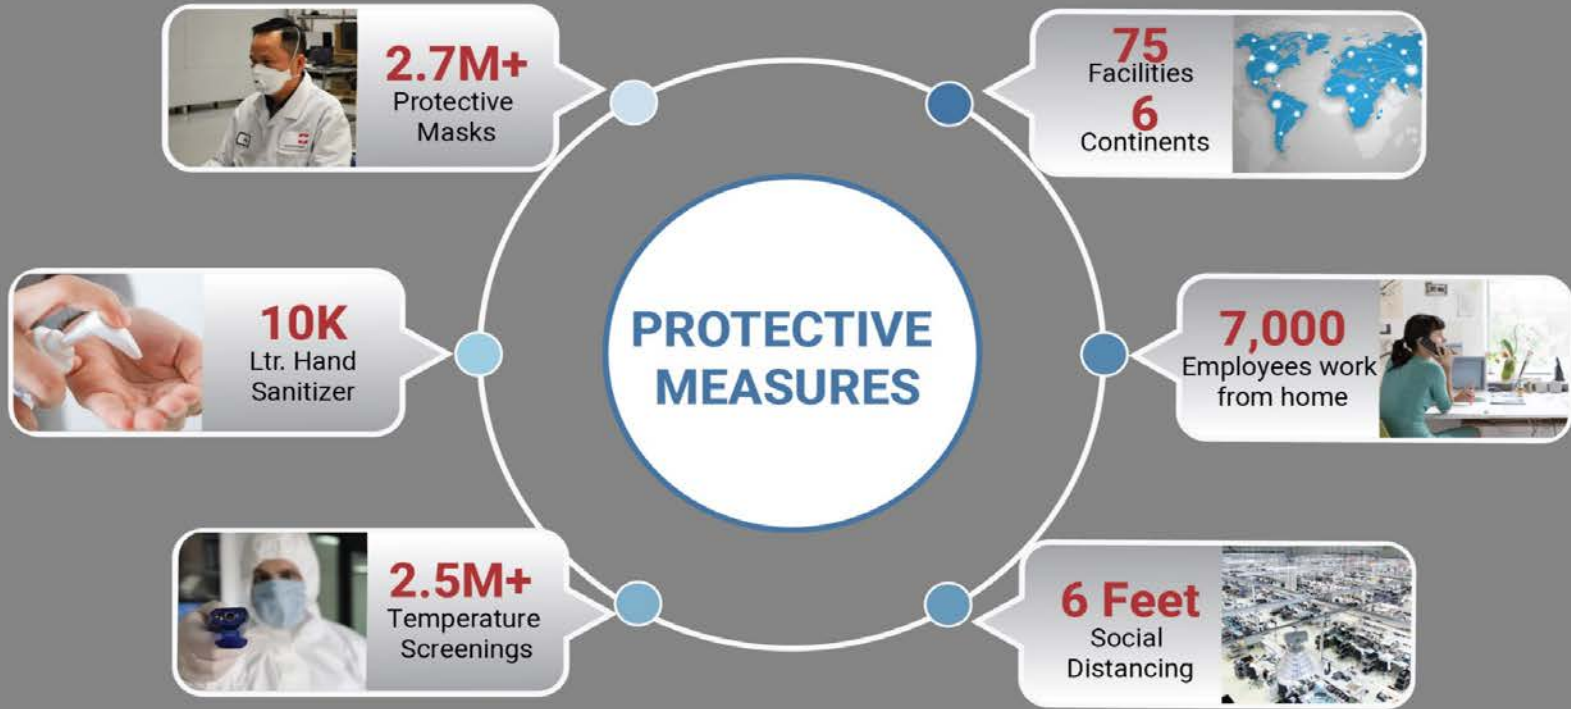 2.7M+
Protective
Masks
75
Facilities
6
Continents
10K
Ltr. Hand
Sanitizer
PROTECTIVE
MEASURES
7,000
Employees work
from home
2.5M+
Temperature
Screenings
6 Feet
Social
Distancing